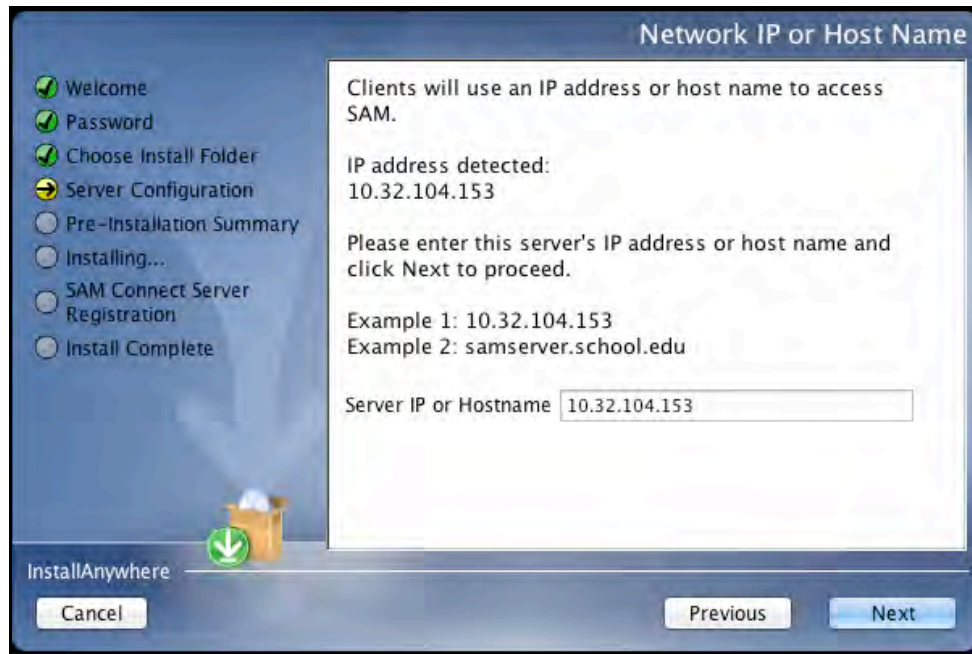 Network IP or Host Name
Welcome
Password
Choose Install Folder
Server Configuration
Pre-Installation Summary
Installing...
SAM Connect Server
Registration
Install Complete
Clients will use an IP address or host name to access
SAM.
IP address detected:
10.32.104.153
Please enter this server's IP address or host name and
click Next to proceed.
Example 1: 10.32.104.153
Example 2: samserver.school.edu
Server IP or Hostname 10.32.104.153
InstallAnywhere
Cancel Previous Next